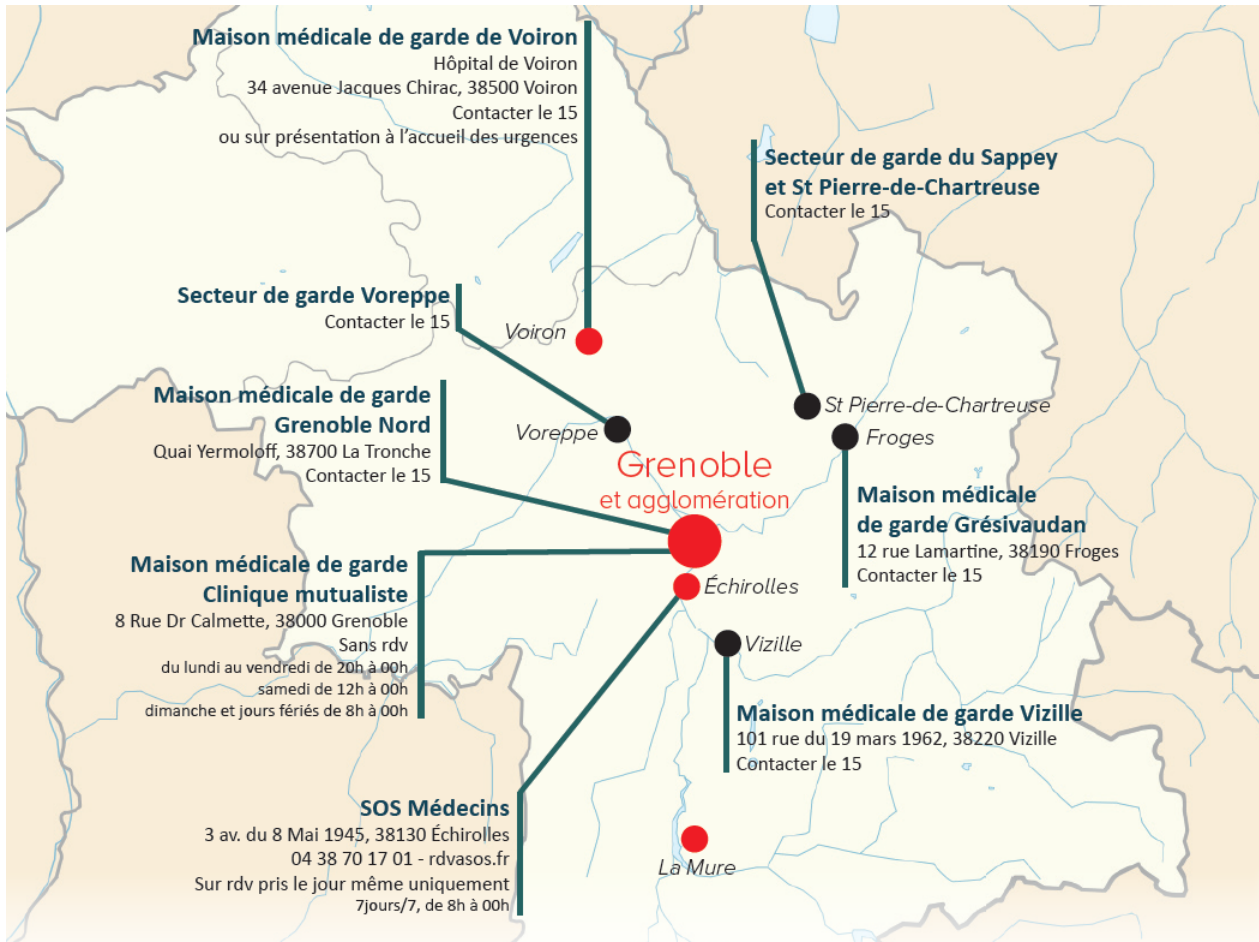 Maison médicale de garde de Voiron
Hôpital de Voiron
34 avenue Jacques Chirac, 38500 Voiron
Contacter le 15
ou sur présentation à l'accueil des urgences
Secteur de garde du Sappey
et St Pierre-de-Chartreuse
Contacter le 15
Secteur de garde Voreppe
Contacter le 15
Voiron
Maison médicale de garde
Grenoble Nord
Quai Yermoloff, 38700 La Tronche
Contacter le 15
Voreppe
St Pierre-de-Chartreuse
Froges
Grenoble
et agglomération
Maison médicale
de garde Grésivaudan
12 rue Lamartine, 38190 Froges
Contacter le 15
Maison médicale de garde
Clinique mutualiste
8 Rue Dr Calmette, 38000 Grenoble
Sans rdv
du lundi au vendredi de 20h à 00h
samedi de 12h à 00h
dimanche et jours fériés de 8h à 00h
Échirolles
Vizille
Maison médicale de garde Vizille
101 rue du 19 mars 1962, 38220 Vizille
Contacter le 15
SOS Médecins
3 av. du 8 Mai 1945, 38130 Échirolles
04 38 70 17 01 - rdvasos.fr
Sur rdv pris le jour même uniquement
7jours/7, de 8h à 00h
La Mure